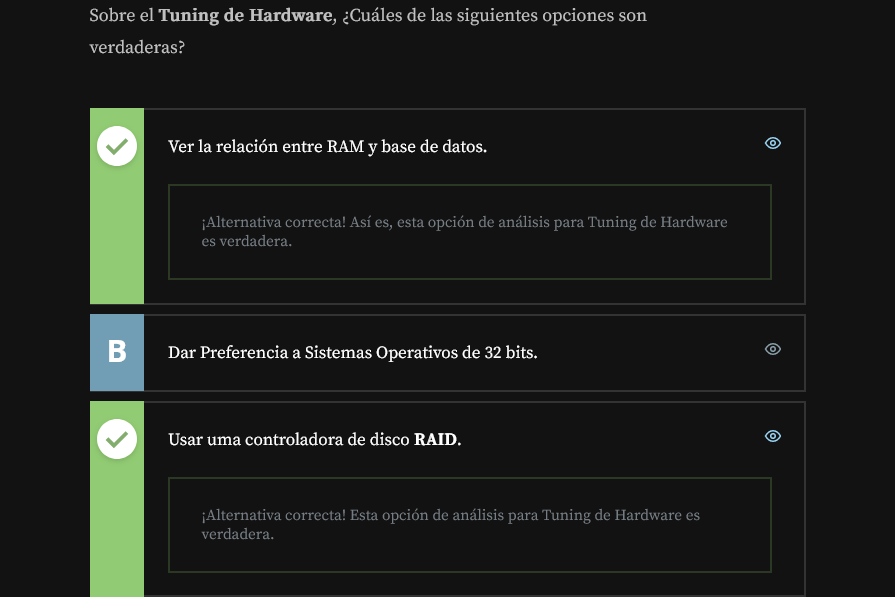 Sobre el Tuning de Hardware, ¿Cuáles de las siguientes opciones son
verdaderas?
Ver la relación entre RAM y base de datos.
¡Alternativa correcta! Así es, esta opción de análisis para Tuning de Hardware
es verdadera.
B
Dar Preferencia a Sistemas Operativos de 32 bits.
Usar uma controladora de disco RAID.
¡Alternativa correcta! Esta opción de análisis para Tuning de Hardware es
verdadera.